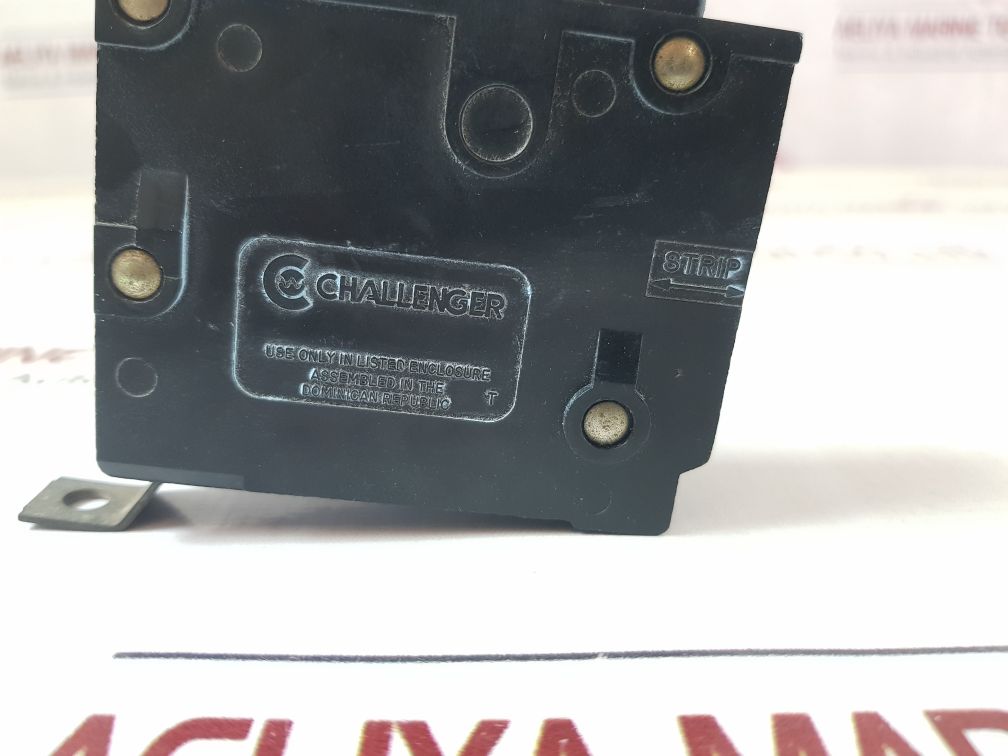 CHALLENGER
USE ONLY IN LISTED ENCLOSURE
ASSEMBLED IN THE
DOMINICAN REPUBLIC T
STRIP